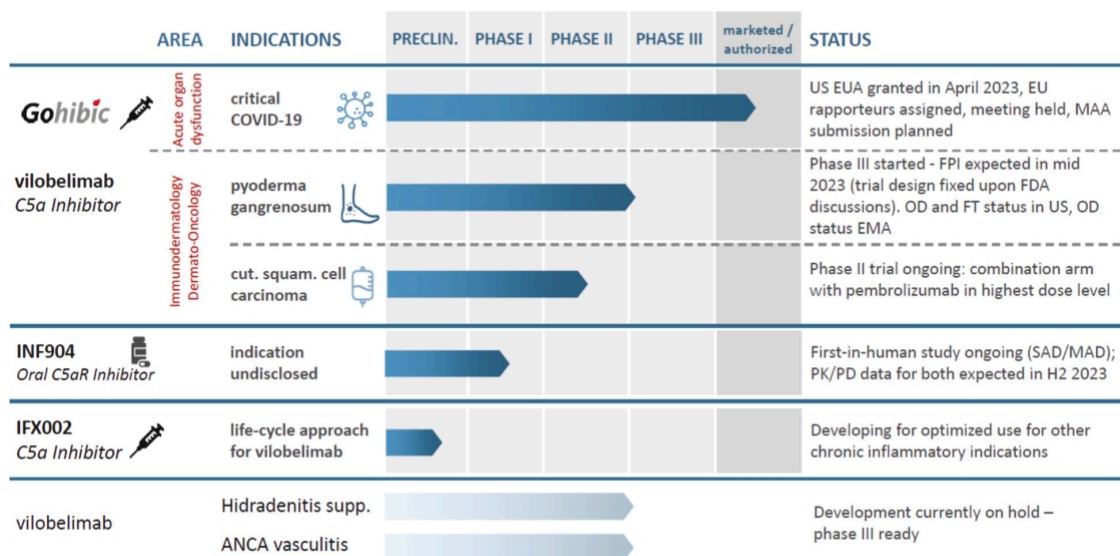 AREA INDICATIONS PRECLIN. PHASE I PHASE II PHASE III marketed / authorized STATUS
Gohibic
Acute organ
dysfunction
critical
COVID-19
US EUA granted in April 2023, EU
rapporteurs assigned, meeting held, MAA
submission planned
vilobelimab
C5a Inhibitor
Immunodermatology
Dermato-Oncology
pyoderma
gangrenosum
Phase III started - FPI expected in mid
2023 (trial design fixed upon FDA
discussions). OD and FT status in US, OD
status EMA
cut. squam. cell
carcinoma
Phase II trial ongoing: combination arm
with pembrolizumab in highest dose level
INF904
Oral C5aR Inhibitor
indication
undisclosed
First-in-human study ongoing (SAD/MAD);
PK/PD data for both expected in H2 2023
IFX002
C5a Inhibitor
life-cycle approach
for vilobelimab
Developing for optimized use for other
chronic inflammatory indications
vilobelimab
Hidradenitis supp.
ANCA vasculitis
Development currently on hold –
phase III ready